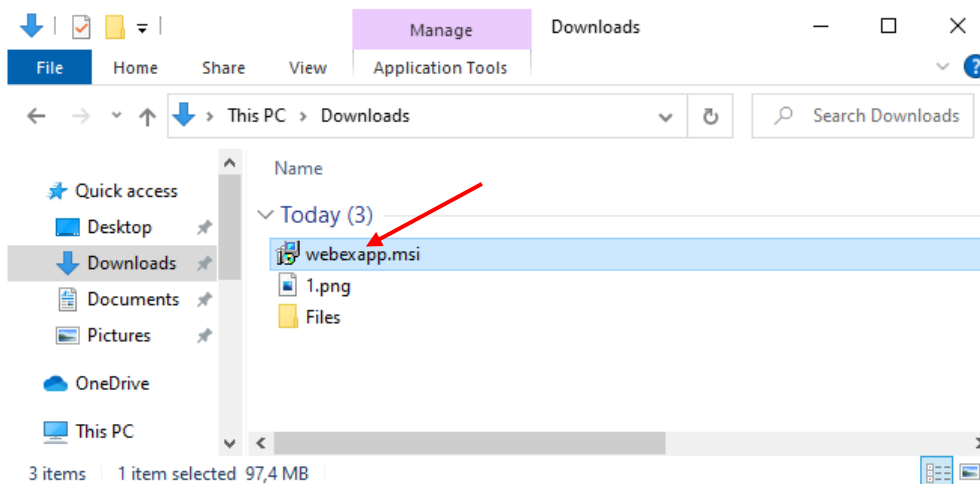 Manage Downloads
File Home Share View Application Tools ?
This PC Downloads Search Downloads
Name
Quick access
Today (3)
Desktop
webexapp.msi
Downloads
1.png
Documents
Files
Pictures
OneDrive
This PC
3 items 1 item selected 97,4 MB